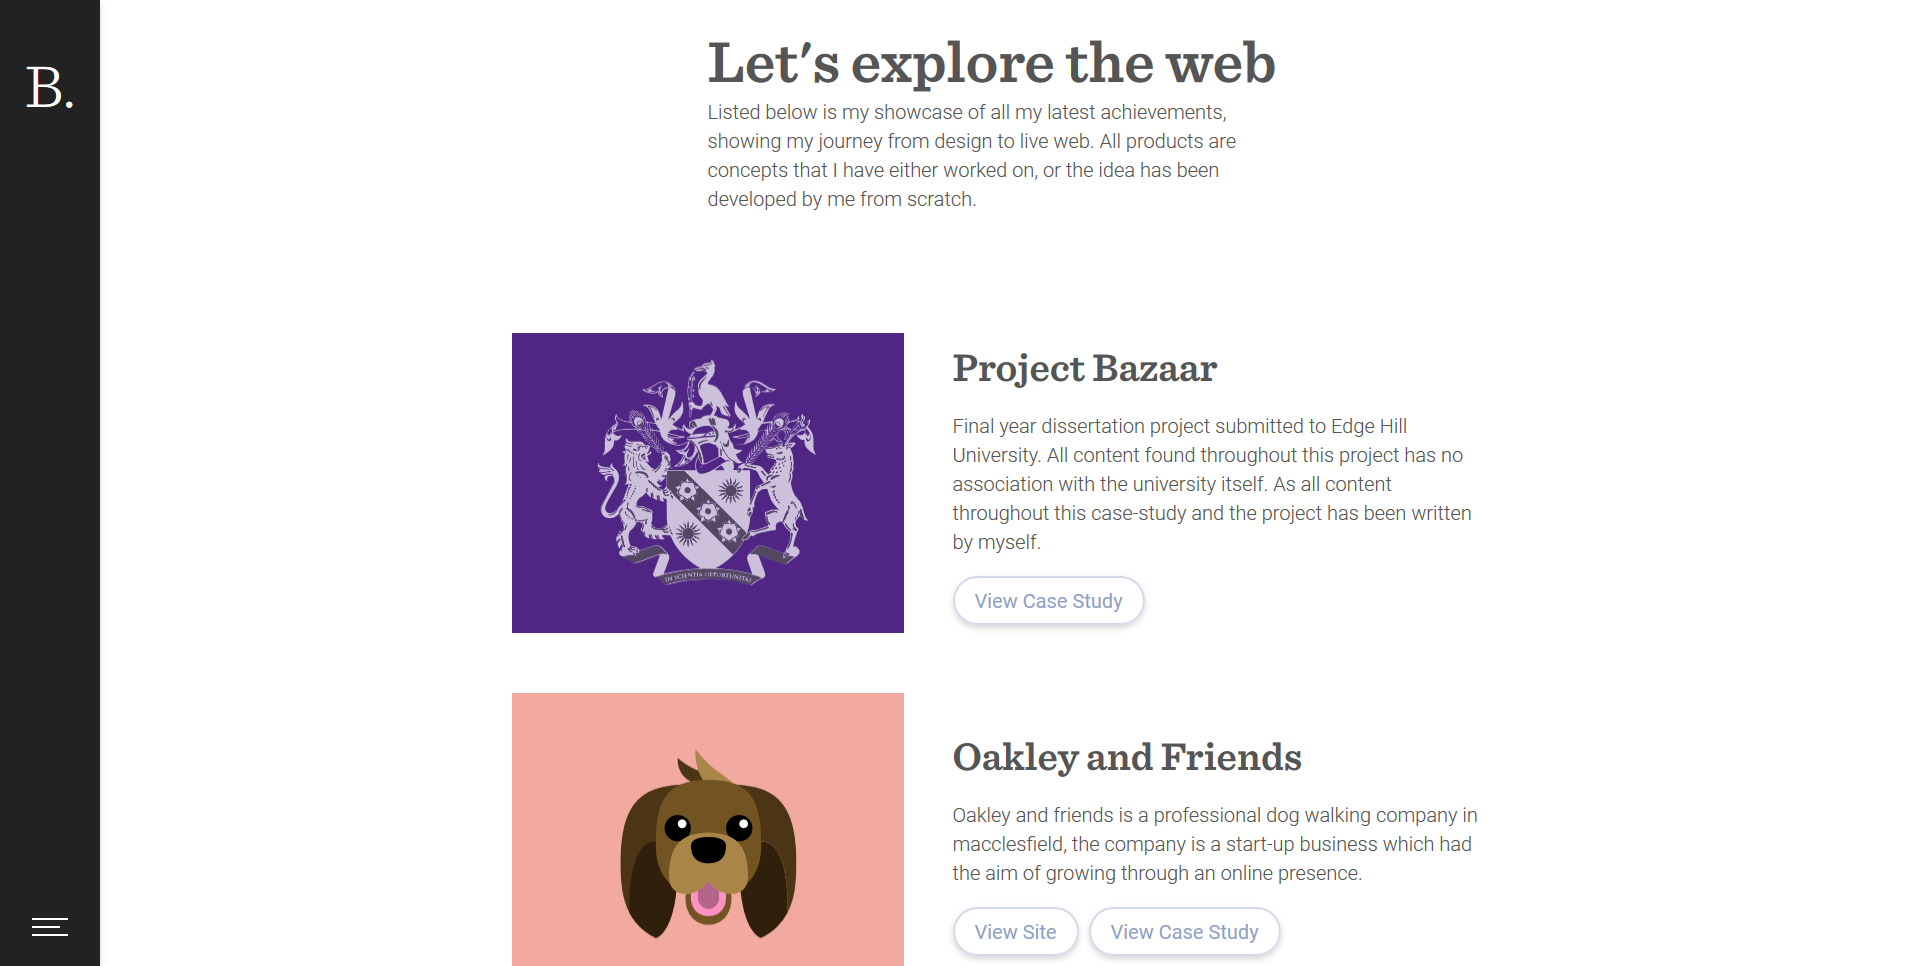 B.
Let's explore the web
Listed below is my showcase of all my latest achievements,
showing my journey from design to live web. All products are
concepts that I have either worked on, or the idea has been
developed by me from scratch.
IN SCIENTIA OPPORTUNITAS
Project Bazaar
Final year dissertation project submitted to Edge Hill
University. All content found throughout this project has no
association with the university itself. As all content
throughout this case-study and the project has been written
by myself.
View Case Study
Oakley and Friends
Oakley and friends is a professional dog walking company in
macclesfield, the company is a start-up business which had
the aim of growing through an online presence.
View Site
View Case Study